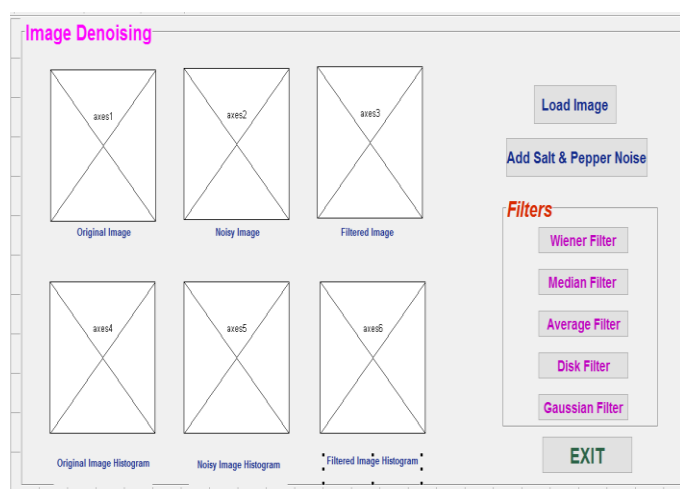 Image Denoising
axes1
axes2
axes3
Original Image
Noisy Image
Filtered Image
axes4
axes5
axes6
Original Image Histogram
Noisy Image Histogram
Filtered Image Histogram
Load Image
Add Salt & Pepper Noise
Filters
Wiener Filter
Median Filter
Average Filter
Disk Filter
Gaussian Filter
EXIT